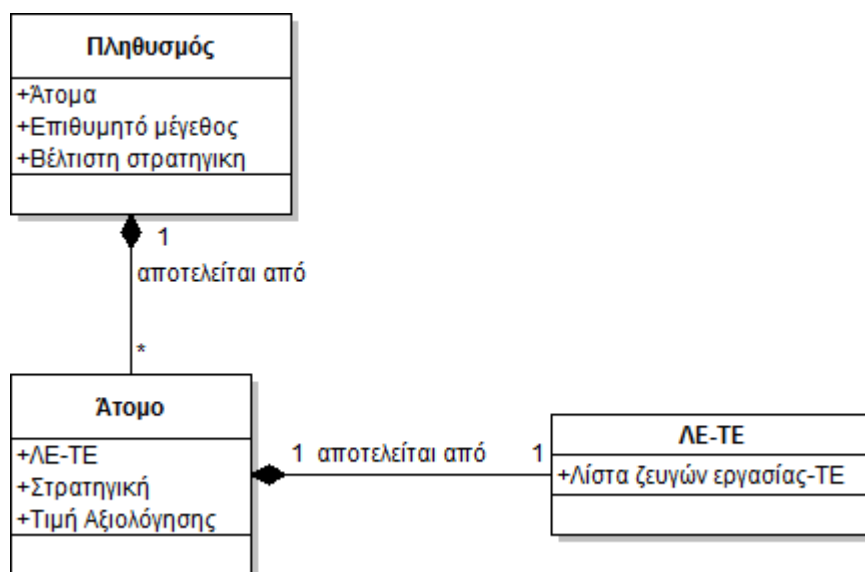 Πληθυσμός
+Άτομα
+Επιθυμητό μέγεθος
+Βέλτιστη στρατηγικη
1
αποτελείται από
*
Άτομο
+ΛΕ-ΤΕ
+Στρατηγική
+Τιμή Αξιολόγησης
1 αποτελείται από 1
ΛΕ-ΤΕ
+Λίστα ζευγών εργασίας-ΤΕ